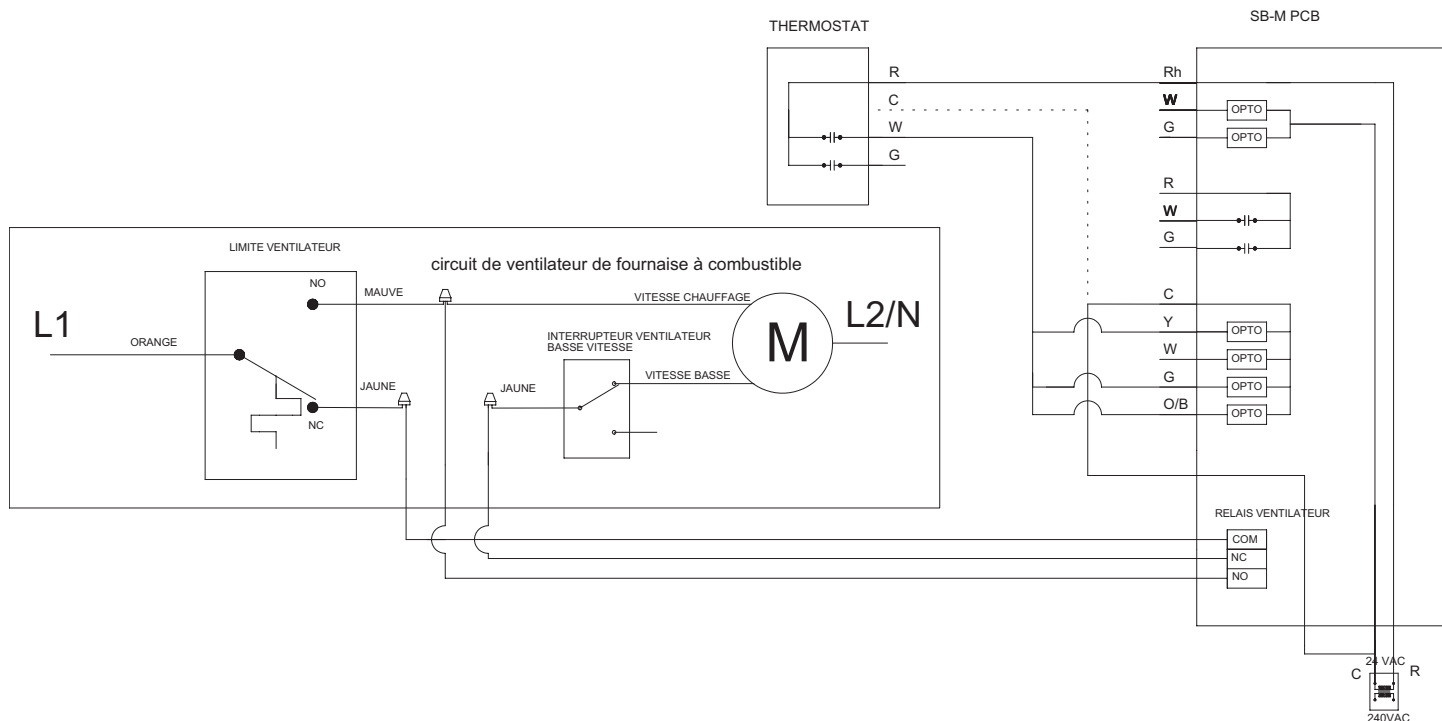 SB-M PCB
THERMOSTAT
R
C
W
G
Rh
W
OPTO
G
OPTO
R
W
G
C
Y
OPTO
W
OPTO
G
OPTO
O/B
OPTO
LIMITE VENTILATEUR
circuit de ventilateur de fournaise à combustible
NO
MAUVE
VITESSE CHAUFFAGE
L1
ORANGE
M
L2/N
INTERRUPTEUR VENTILATEUR
BASSE VITESSE
VITESSE BASSE
JAUNE
JAUNE
NC
RELAIS VENTILATEUR
COM
NC
NO
24 VAC
C
R
240VAC